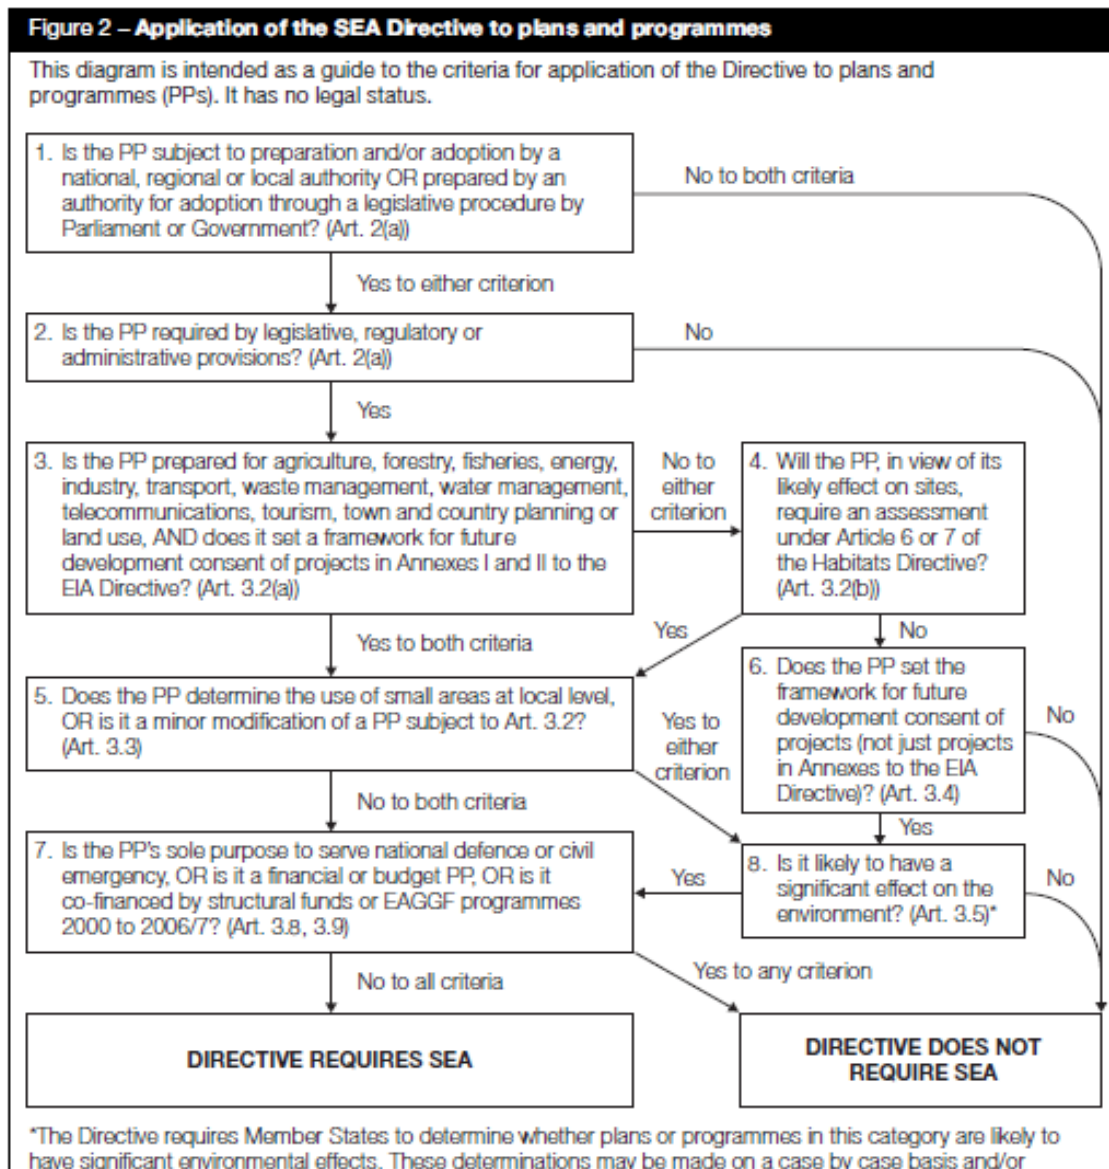 Figure 2 – Application of the SEA Directive to plans and programmes
This diagram is intended as a guide to the criteria for application of the Directive to plans and
programmes (PPs). It has no legal status.
1. Is the PP subject to preparation and/or adoption by a
national, regional or local authority OR prepared by an
authority for adoption through a legislative procedure by
Parliament or Government? (Art. 2(a))
No to both criteria
Yes to either criterion
2. Is the PP required by legislative, regulatory or
administrative provisions? (Art. 2(a))
No
Yes
3. Is the PP prepared for agriculture, forestry, fisheries, energy,
industry, transport, waste management, water management,
telecommunications, tourism, town and country planning or
land use, AND does it set a framework for future
development consent of projects in Annexes I and II to the
EIA Directive? (Art. 3.2(a))
No to
either
criterion
4. Will the PP, in view of its
likely effect on sites,
require an assessment
under Article 6 or 7 of
the Habitats Directive?
(Art. 3.2(b))
Yes to both criteria
Yes
No
5. Does the PP determine the use of small areas at local level,
OR is it a minor modification of a PP subject to Art. 3.2?
(Art. 3.3)
Yes to
either
criterion
6. Does the PP set the
framework for future
development consent of
projects (not just projects
in Annexes to the EIA
Directive)? (Art. 3.4)
No
No to both criteria
Yes
7. Is the PP's sole purpose to serve national defence or civil
emergency, OR is it a financial or budget PP, OR is it
co-financed by structural funds or EAGGF programmes
2000 to 2006/7? (Art. 3.8, 3.9)
Yes
8. Is it likely to have a
significant effect on the
environment? (Art. 3.5)*
No
No to all criteria
Yes to any criterion
DIRECTIVE REQUIRES SEA
DIRECTIVE DOES NOT
REQUIRE SEA
*The Directive requires Member States to determine whether plans or programmes in this category are likely to
have significant environmental effects. These determinations may be made on a case by case basis and/or